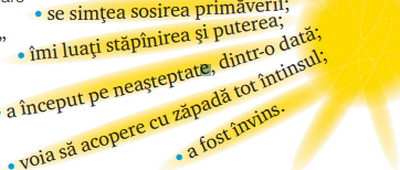 • se simţea sosirea primăverii;
”
• îmi luaţi stăpînirea şi puterea;
a început pe neaşteptate, dintr-o dată;
• voia să acopere cu zăpadă tot întinsul;
• a fost învins.